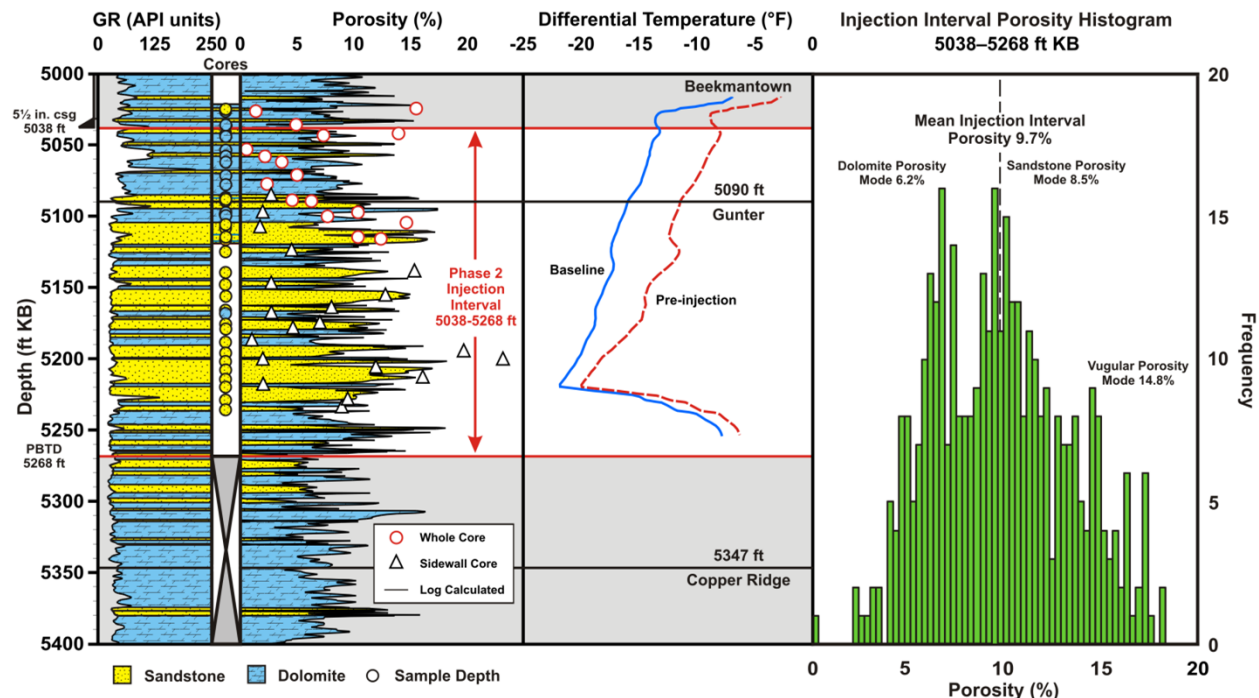 GR (API units)
Porosity (%)
Differential Temperature (°F)
Injection Interval Porosity Histogram
5038–5268 ft KB
0 125 250 0 5 10 15 20 -25 -20 -15 -10 -5 0
Cores
5000
5050
5100
5150
5200
5250
5300
5350
5400
Depth (ft KB)
5½ in. csg
5038 ft
PBTD
5268 ft
Phase 2
Injection
Interval
5038-5268 ft
Whole Core
Sidewall Core
Log Calculated
Beekmantown
5090 ft
Gunter
Baseline
Pre-injection
5347 ft
Copper Ridge
Mean Injection Interval
Porosity 9.7%
Dolomite Porosity
Mode 6.2%
Sandstone Porosity
Mode 8.5%
Vugular Porosity
Mode 14.8%
20
15
10
5
0
Frequency
0 5 10 15 20
Porosity (%)
Sandstone
Dolomite
Sample Depth